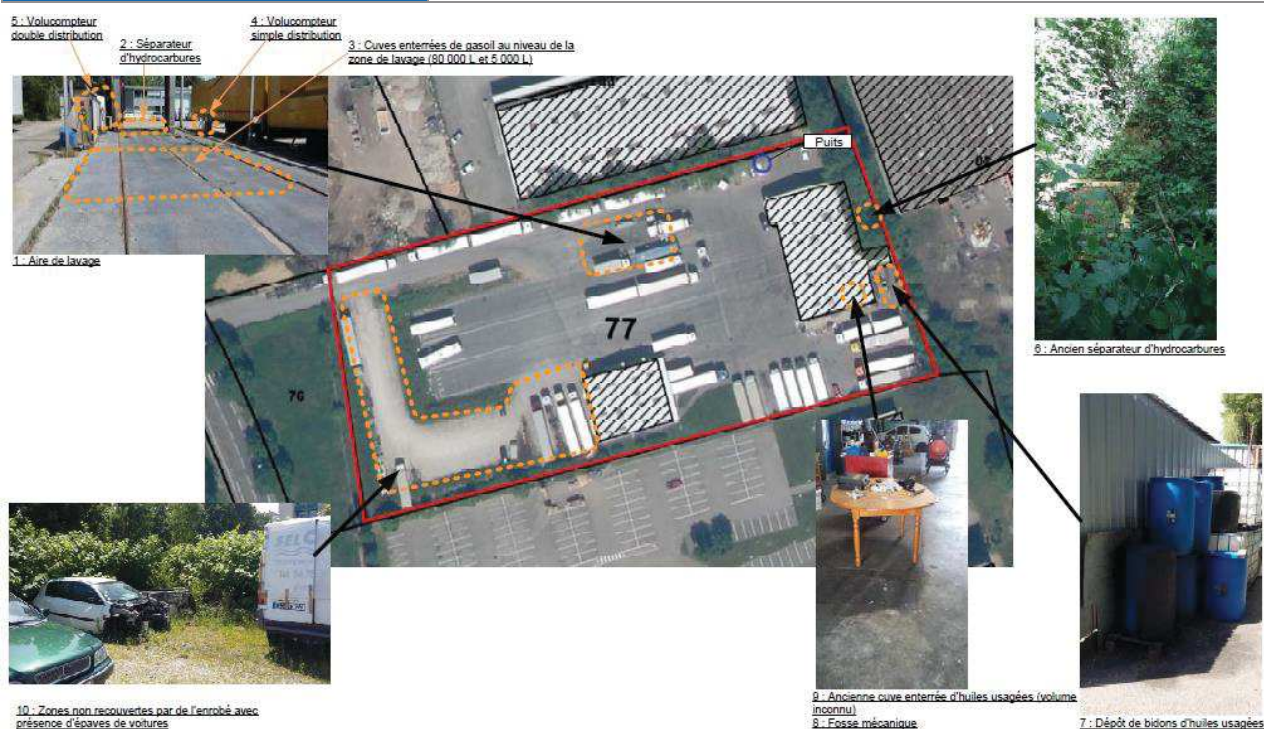 5 : Volucompteur
double distribution
2 : Séparateur
d'hydrocarbures
4 : Volucompteur
simple distribution
3 : Cuves enterrées de gasoil au niveau de la
zone de lavage (80 000 L et 5 000 L)
1 : Aire de lavage
Puits
77
76
6 : Ancien séparateur d'hydrocarbures
10 : Zones non recouvertes par de l'enrobé avec
présence d'épaves de voitures
9 : Ancienne cuve enterrée d'huiles usagées (volume
inconnu)
8 : Fosse mécanique
7 : Dépôt de bidons d'huiles usagées